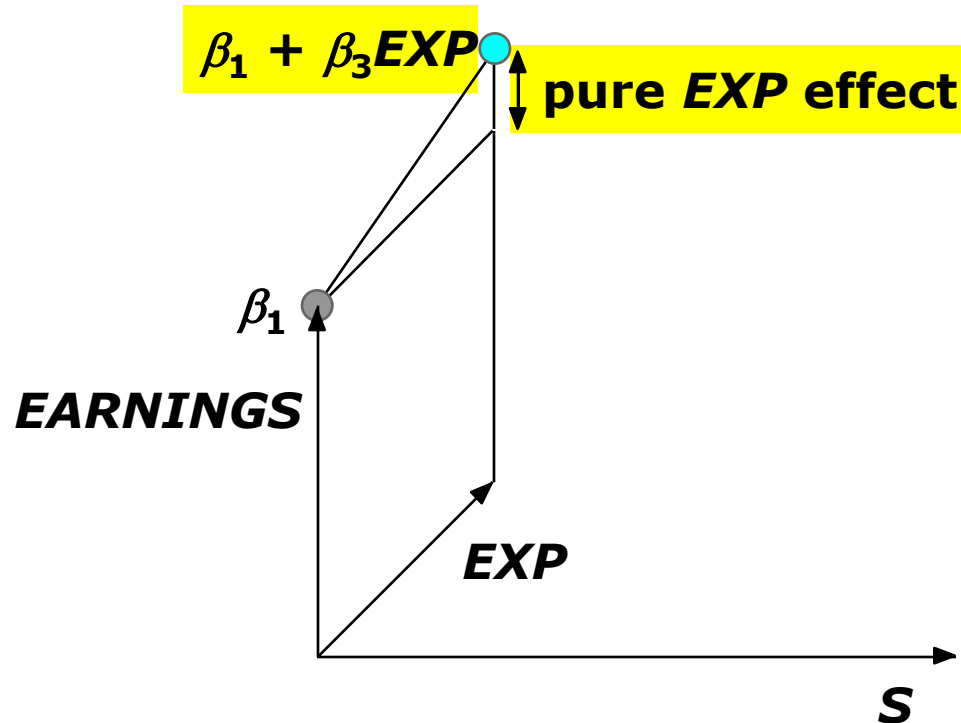 β₁ + β₃EXP
pure EXP effect
β₁
EARNINGS
EXP
S